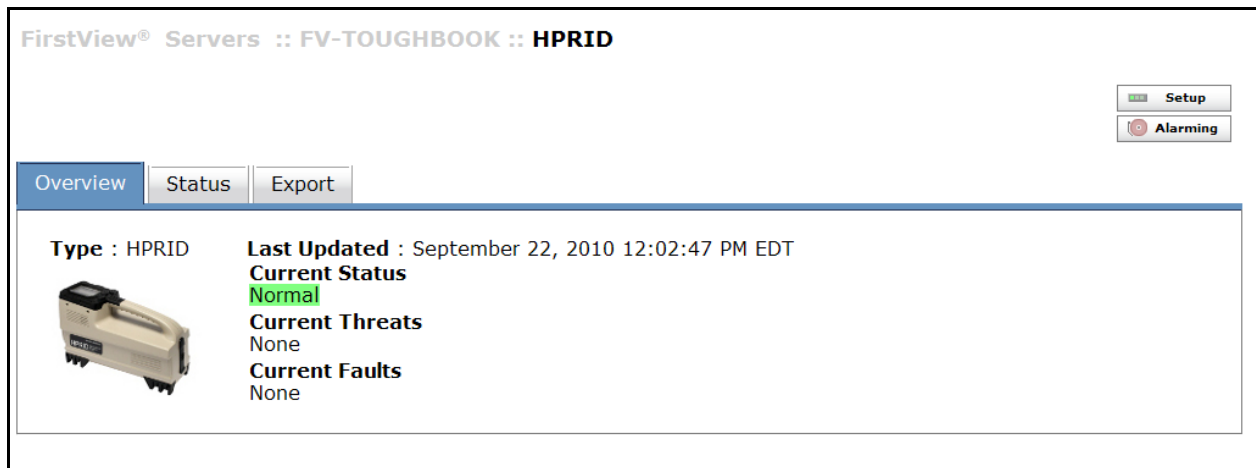 FirstView® Servers :: FV-TOUGHBOOK :: HPRID
Setup
Alarming
Overview Status Export
Type : HPRID Last Updated : September 22, 2010 12:02:47 PM EDT
Current Status
Normal
Current Threats
None
Current Faults
None
HPRID